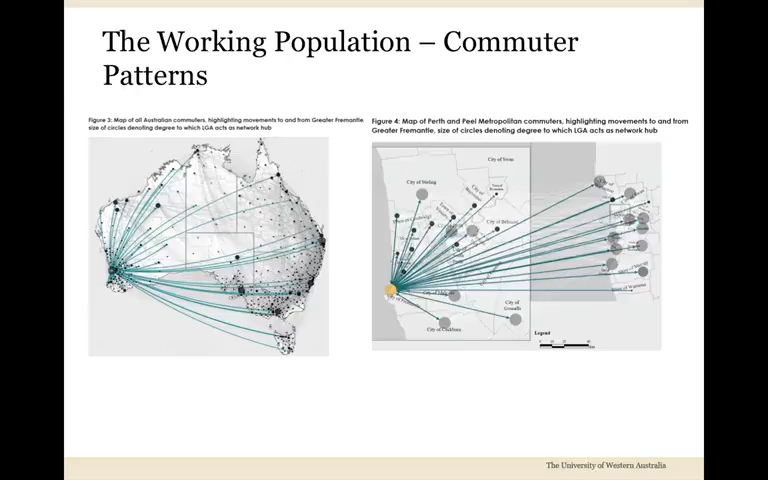 The Working Population – Commuter
Patterns
Figure 3: Map of all Australian commuters, highlighting movements to and from Greater Fremantle,
size of circles denoting degree to which LGA acts as network hub
Figure 4: Map of Perth and Peel Metropolitan commuters, highlighting movements to and from
Greater Fremantle, size of circles denoting degree to which LGA acts as network hub
City of Swan
City of Stirling
City of Belmont
City of
Gosnells
City of Cockburn
Legend
The University of Western Australia